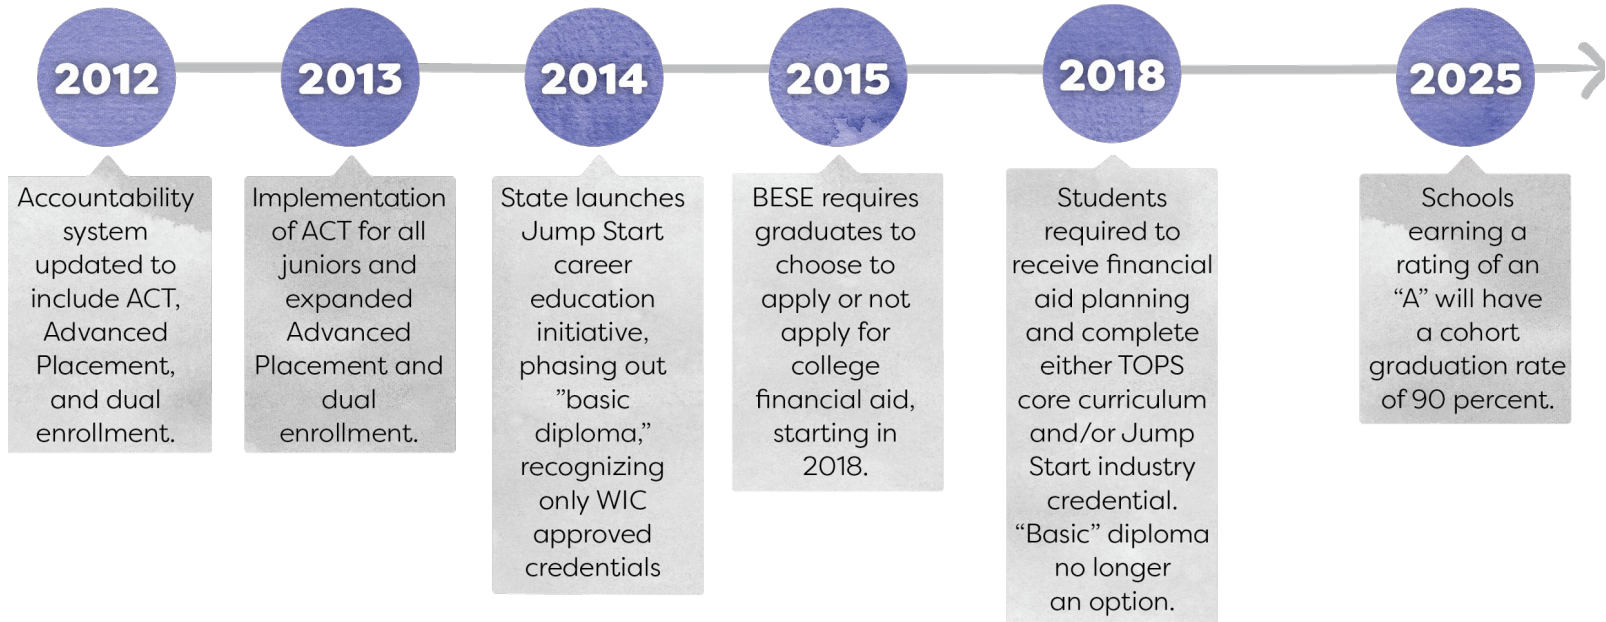 2012
Accountability
system
updated to
include ACT,
Advanced
Placement,
and dual
enrollment.
2013
Implementation
of ACT for all
juniors and
expanded
Advanced
Placement and
dual
enrollment.
2014
State launches
Jump Start
career
education
initiative,
phasing out
”basic
diploma,”
recognizing
only WIC
approved
credentials
2015
BESE requires
graduates to
choose to
apply or not
apply for
college
financial aid,
starting in
2018.
2018
Students
required to
receive financial
aid planning
and complete
either TOPS
core curriculum
and/or Jump
Start industry
credential.
“Basic” diploma
no longer
an option.
2025
Schools
earning a
rating of an
“A” will have
a cohort
graduation rate
of 90 percent.